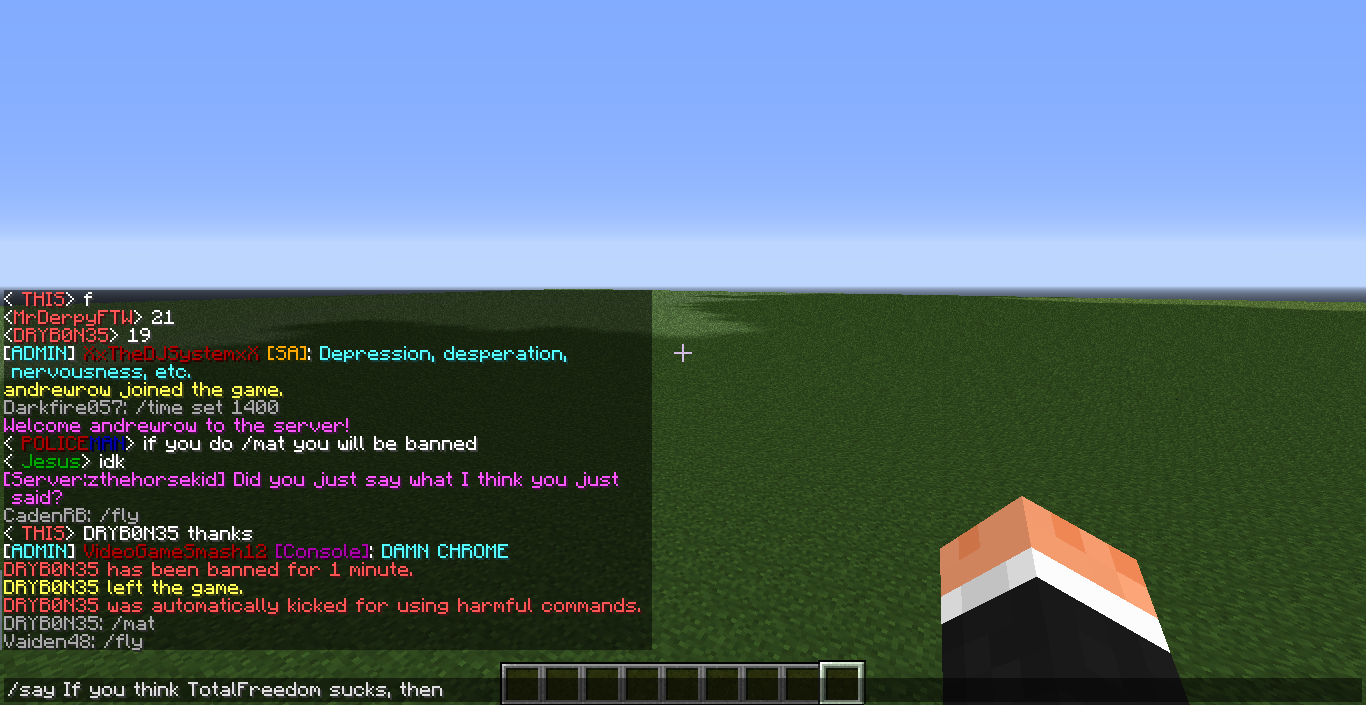 < THIS> f
<MrDerpyFTW> 21
<DRYB0N35> 19
[ADMIN] XxTheDJSystemxX [SA]: Depression, desperation,
nervousness, etc.
andrewrow joined the game.
Darkfire057: /time set 1400
Welcome andrewrow to the server!
< POLICEMAN> if you do /mat you will be banned
< Jesus> idk
[Server:zthehorsekid] Did you just say what I think you just
said?
CadenRB: /fly
< THIS> DRYB0N35 thanks
[ADMIN] VideoGameSmash12 [Console]: DAMN CHROME
DRYB0N35 has been banned for 1 minute.
DRYB0N35 left the game.
DRYB0N35 was automatically kicked for using harmful commands.
DRYB0N35: /mat
Vaiden48: /fly
/say If you think TotalFreedom sucks, then